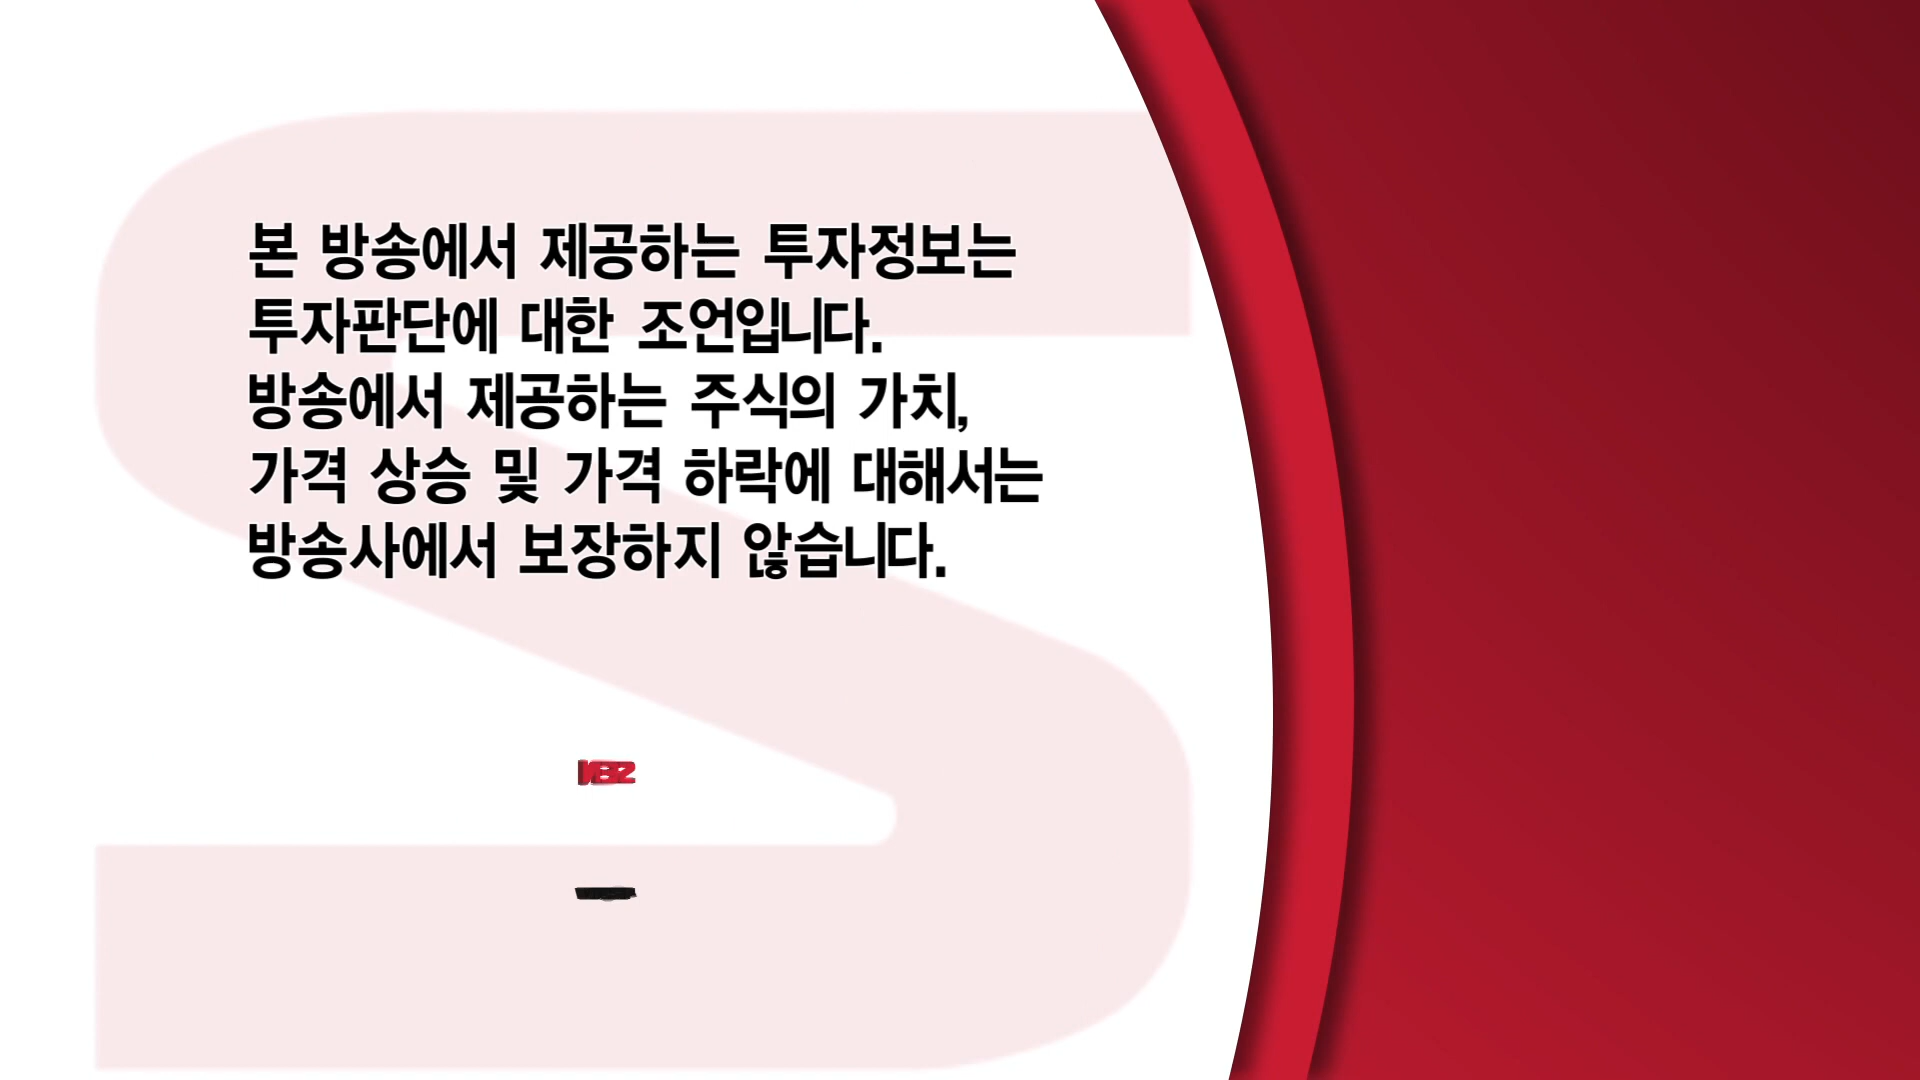 본 방송에서 제공하는 투자정보는
투자판단에 대한 조언입니다.
방송에서 제공하는 주식의 가치,
가격 상승 및 가격 하락에 대해서는
방송사에서 보장하지 않습니다.